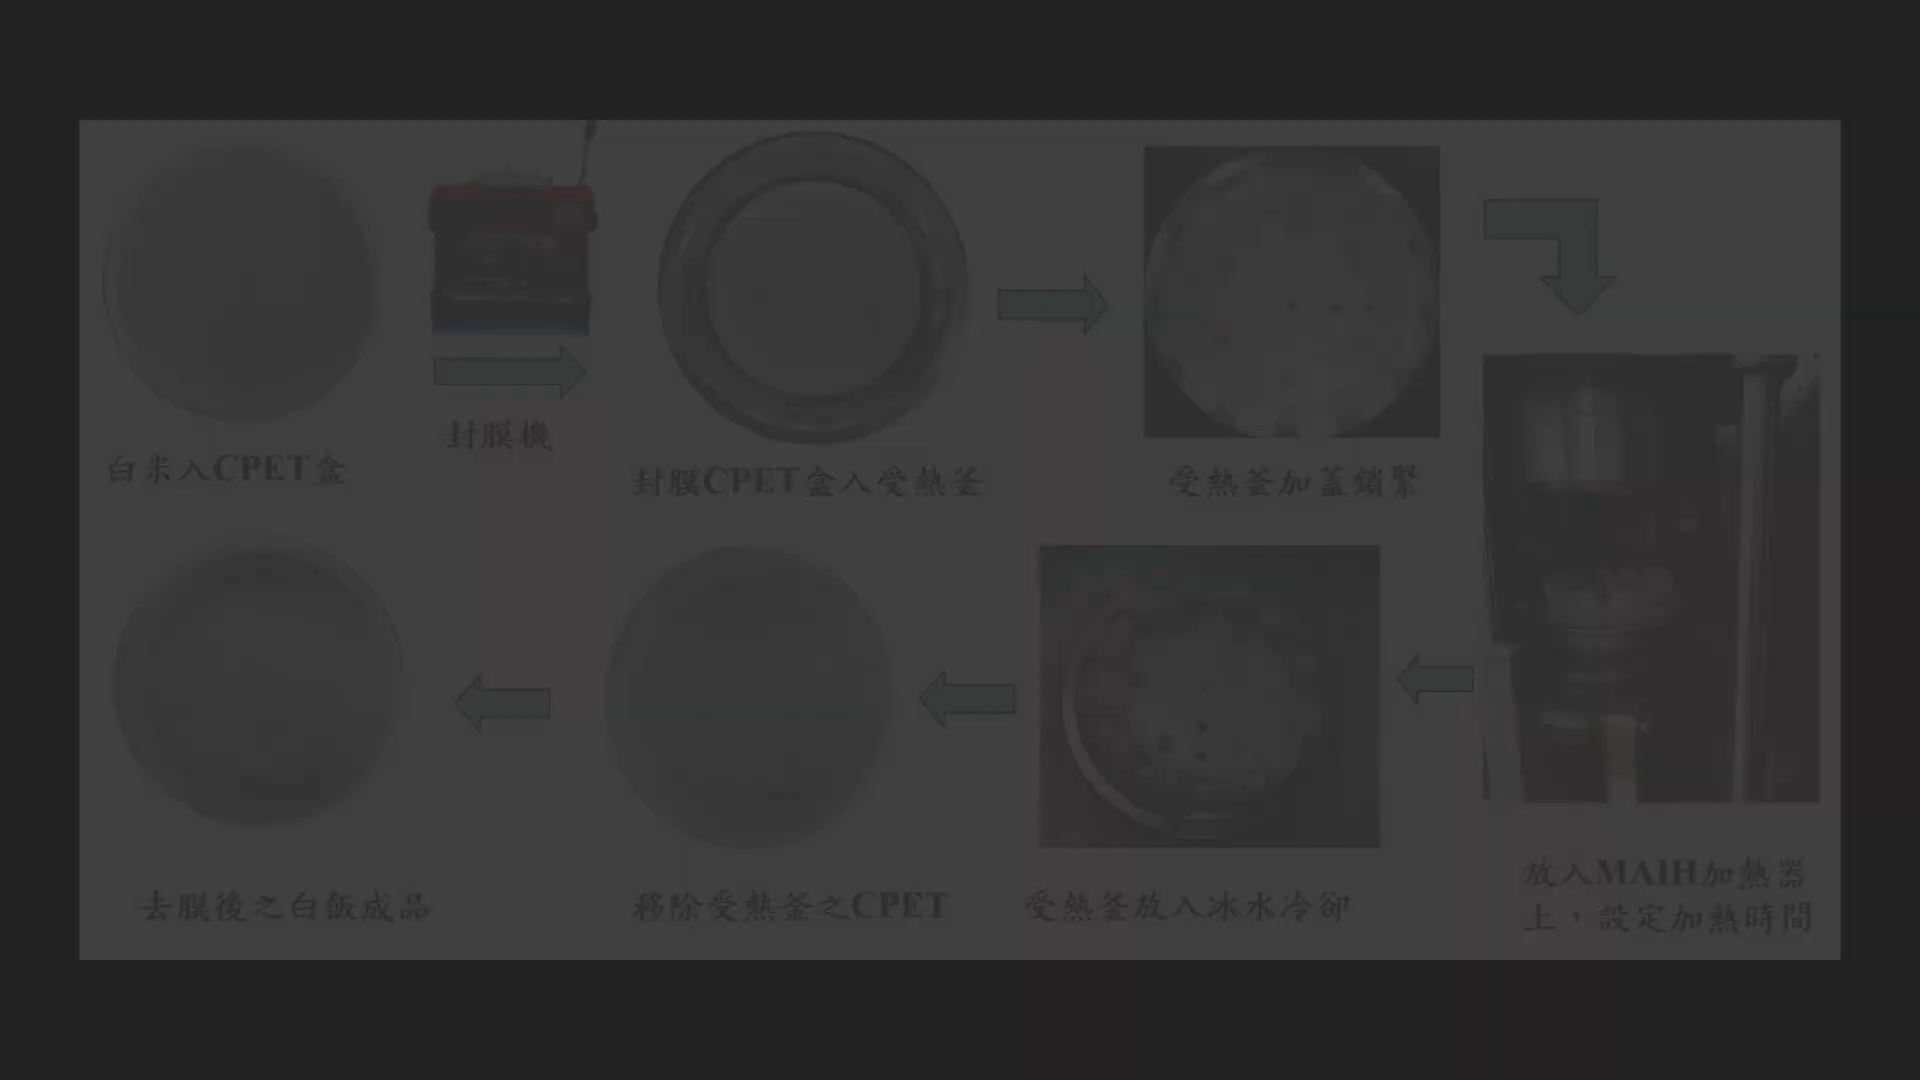 白米入CPET盒
封膜機
封膜CPET盒入受熱釜
受熱釜加蓋鎖緊
放入MAIH加熱器
上，設定加熱時間
受熱釜放入冰水冷卻
移除受熱釜之CPET
去膜後之白飯成品